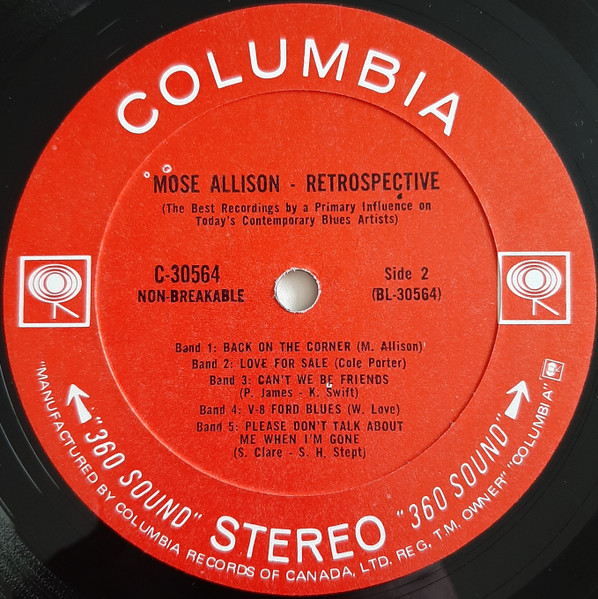 COLUMBIA
MOSE ALLISON - RETROSPECTIVE
(The Best Recordings by a Primary Influence on
Today's Contemporary Blues Artists)
C-30564
NON-BREAKABLE
Side 2
(BL-30564)
Band 1: BACK ON THE CORNER (M. Allison)
Band 2: LOVE FOR SALE (Cole Porter)
Band 3: CAN'T WE BE FRIENDS
(P. James - K. Swift)
Band 4: V-8 FORD BLUES (W. Love)
Band 5: PLEASE DON'T TALK ABOUT
ME WHEN I'M GONE
(S. Clare - S. H. Stept)
"360 SOUND" STEREO "360 SOUND"
"MANUFACTURED BY COLUMBIA RECORDS OF CANADA, LTD. REG. T.M. OWNER" "COLUMBIA"